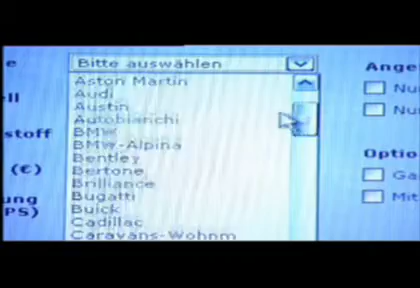 Bitte auswählen
Aston Martin
Audi
Austin
Autobianchi
BMW
BMW-Alpina
Bentley
Bertone
Brilliance
Bugatti
Buick
Cadillac
Caravans-Wohnm
e
-ll
stoff
(€)
ung
PS)
Ange
Nu
Nu
Optio
Ga
Mit